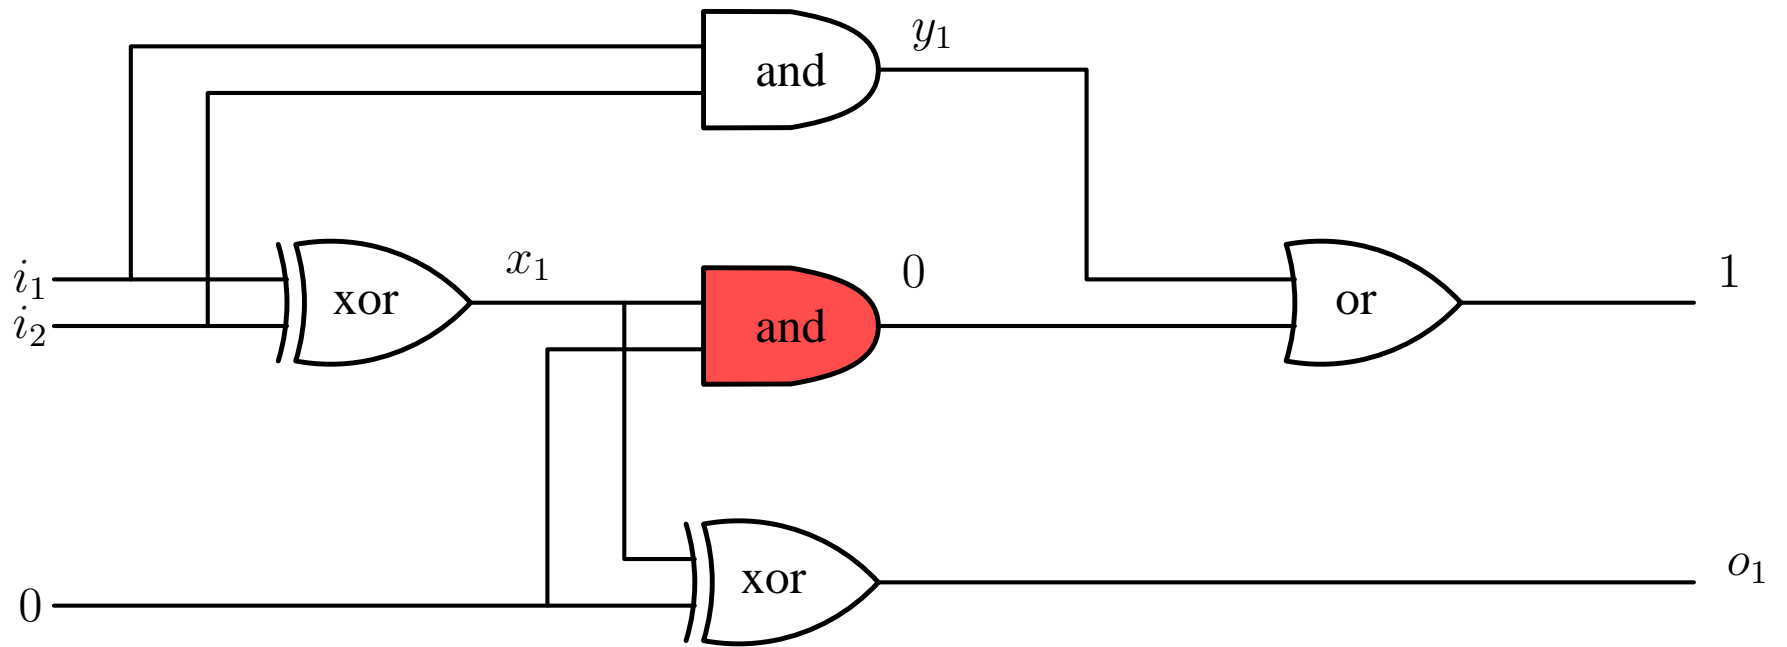 and
y₁
i₁
i₂
xor
x₁
and
0
or
1
0
xor
o₁